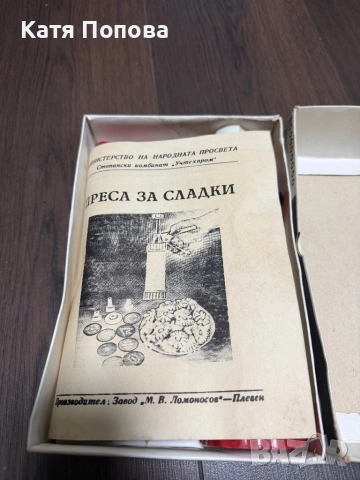 Катя Попова
МИНИСТЕРСТВО НА НАРОДНАТА ПРОСВЕТА
Стопански комбинат „Учтехпром"
ПРЕСА ЗА СЛАДКИ
Производител: Завод „М. В. Ломоносов"—Плевен